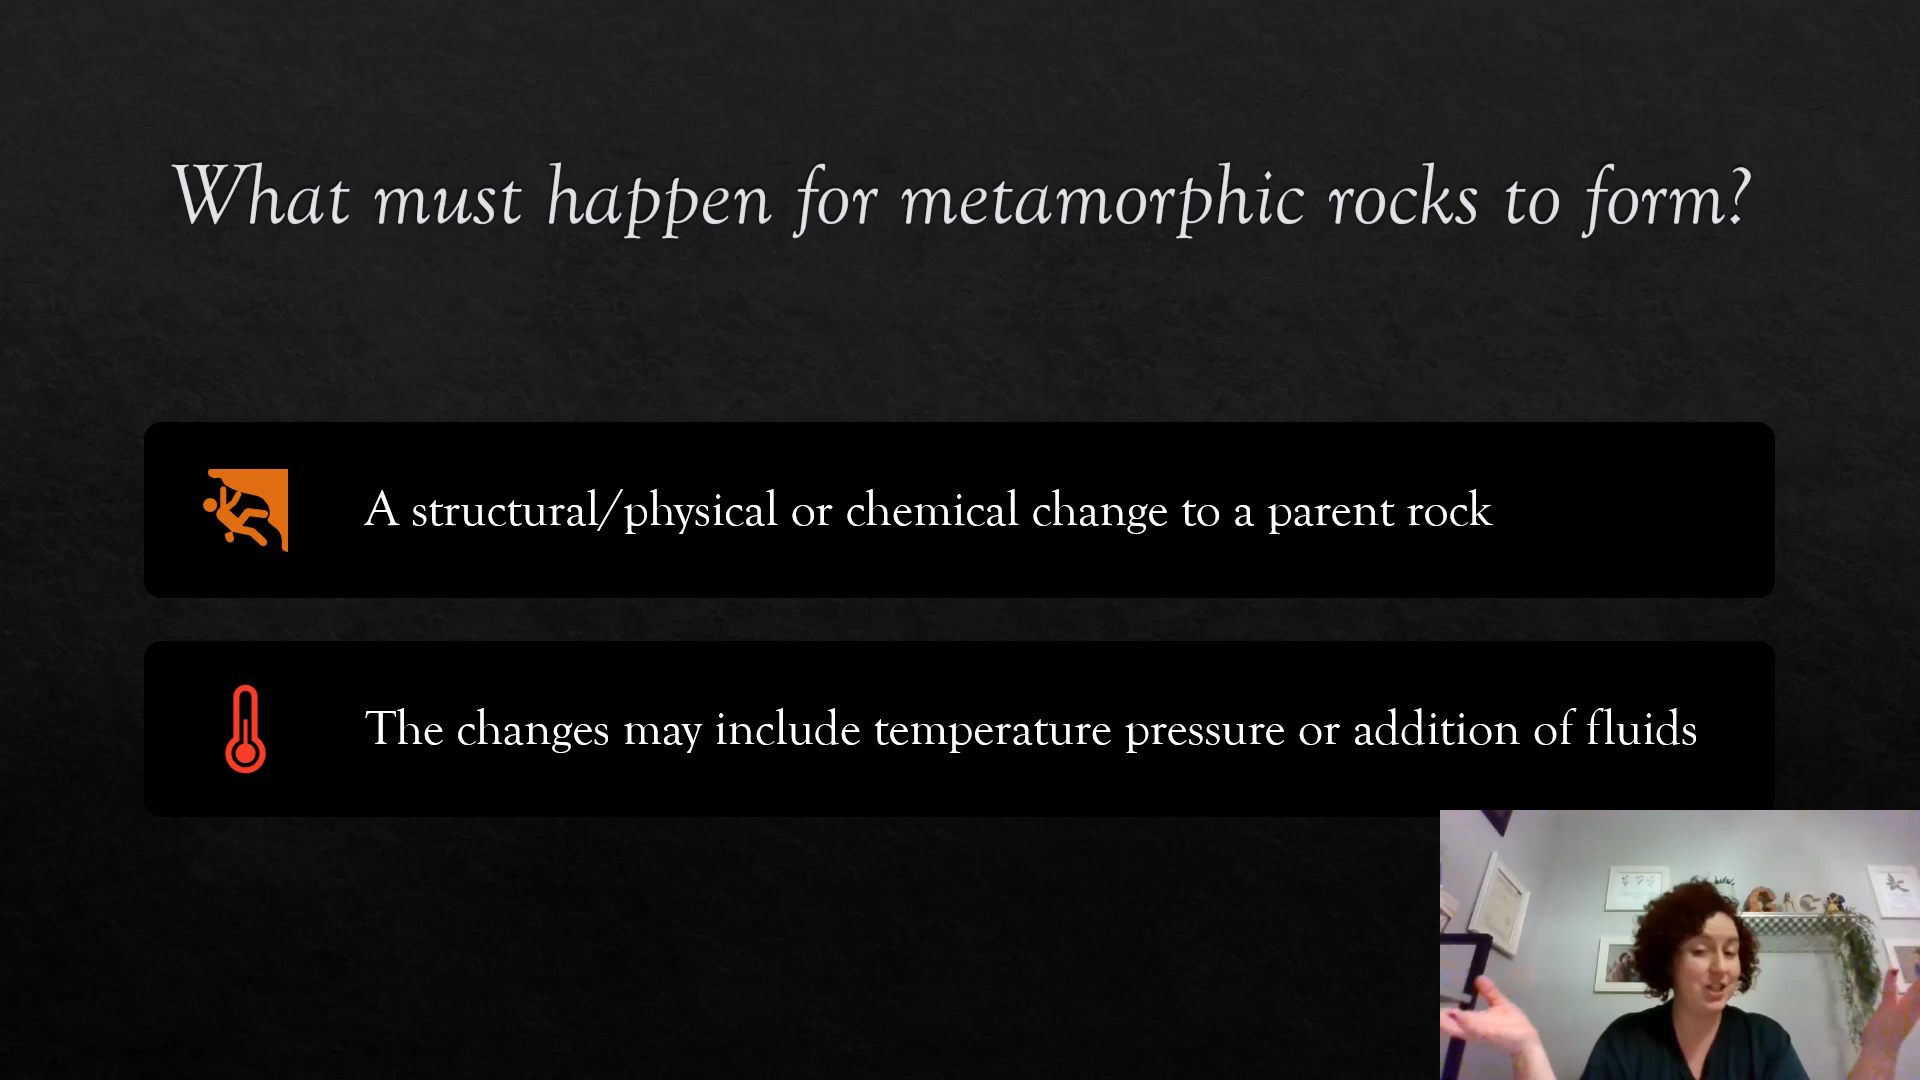 What must happen for metamorphic rocks to form?
A structural/physical or chemical change to a parent rock
The changes may include temperature pressure or addition of fluids